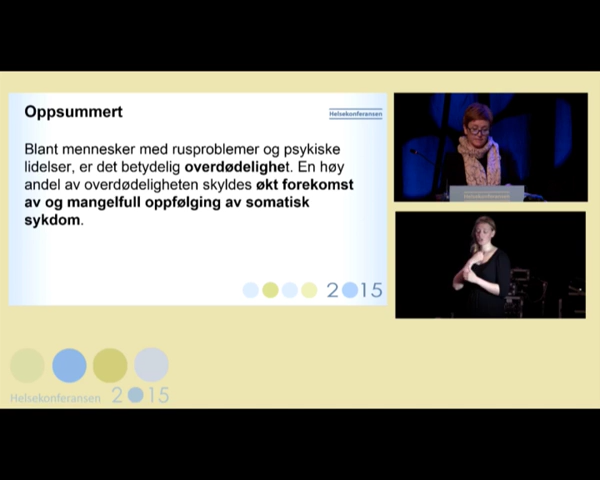 Oppsummert
Helsekonferansen
Blant mennesker med rusproblemer og psykiske
lidelser, er det betydelig overdødelighet. En høy
andel av overdødeligheten skyldes økt forekomst
av og mangelfull oppfølging av somatisk
sykdom.
2015
Helsekonferansen
Helsekonferansen 2015